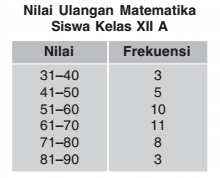 Nilai Ulangan Matematika
Siswa Kelas XII A
Nilai Frekuensi
31–40 3
41–50 5
51–60 10
61–70 11
71–80 8
81–90 3